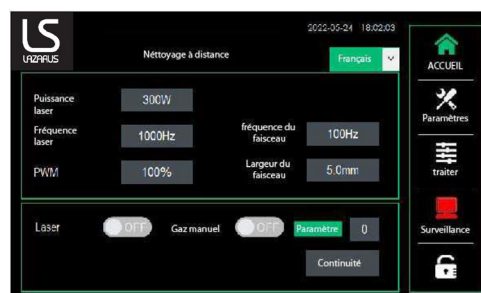 LS
LAZARUS
2022-05-24 18:02:03
Néttoyage à distance
Français
Puissance
laser
300W
Fréquence
laser
1000Hz
fréquence du
faisceau
100Hz
PWM
100%
Largeur du
faisceau
5.0mm
Laser
OFF
Gaz manuel
OFF
Paramètre
0
Continuité
ACCUEIL
Paramètres
traiter
Surveillance